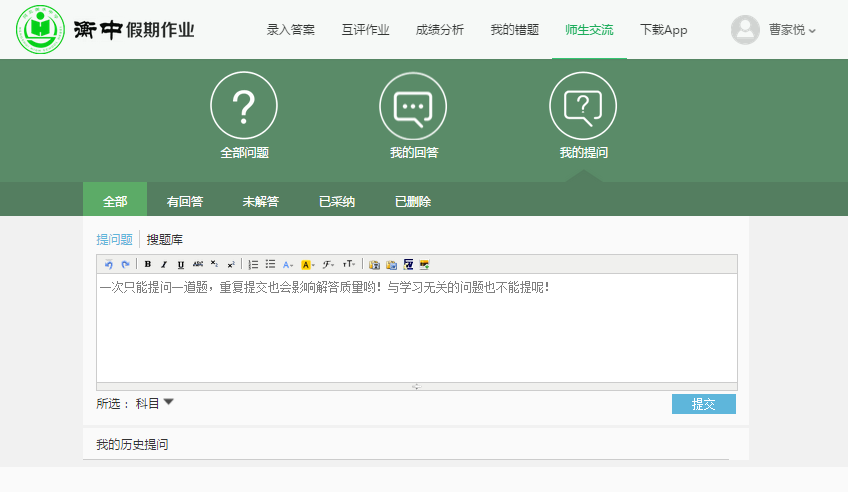 衡中假期作业 录入答案 互评作业 成绩分析 我的错题 师生交流 下载App 曹家悦
全部问题 我的回答 我的提问
全部 有回答 未解答 已采纳 已删除
提问题 搜题库
一次只能提问一道题，重复提交也会影响解答质量哟！与学习无关的问题也不能提呢！
所选： 科目 提交
我的历史提问